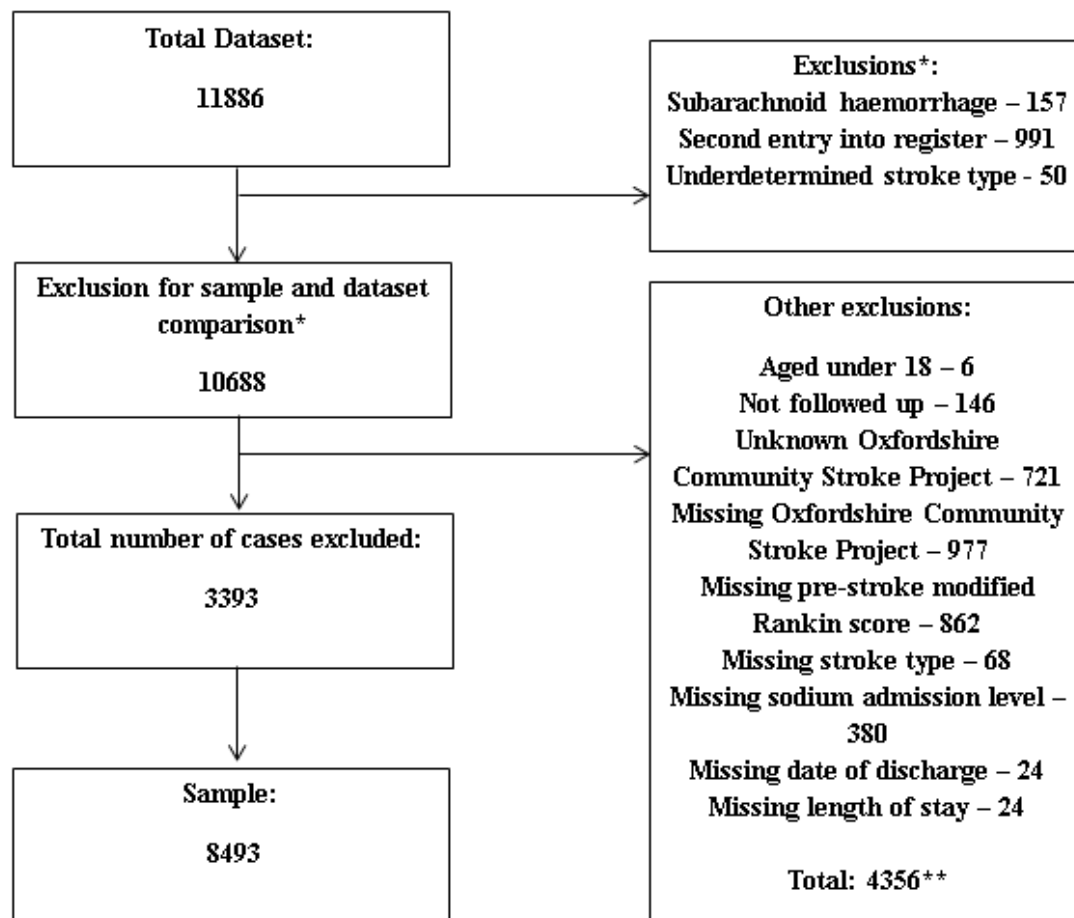 Total Dataset:
11886
Exclusions*:
Subarachnoid haemorrhage – 157
Second entry into register – 991
Underdetermined stroke type - 50
Exclusion for sample and dataset
comparison*
10688
Other exclusions:
Aged under 18 – 6
Not followed up – 146
Unknown Oxfordshire
Community Stroke Project – 721
Missing Oxfordshire Community
Stroke Project – 977
Missing pre-stroke modified
Rankin score – 862
Missing stroke type – 68
Missing sodium admission level –
380
Missing date of discharge – 24
Missing length of stay – 24
Total: 4356**
Total number of cases excluded:
3393
Sample:
8493